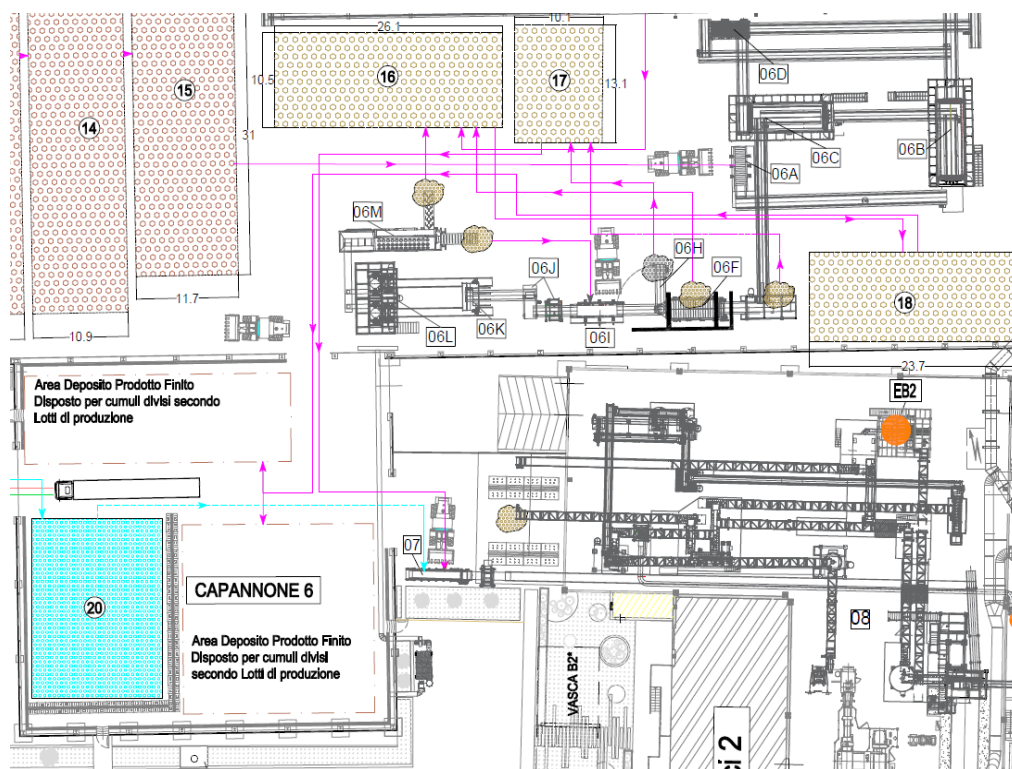 26.1
10.1
06D
16
17
10.5
13.1
15
14
31
06C
06B
06A
06M
06H
06J
06F
18
11.7
06K
06L
06I
10.9
23.7
Area Deposito Prodotto Finito
Disposto per cumuli divisi secondo
Lotti di produzione
EB2
07
CAPANNONE 6
20
08
Area Deposito Prodotto Finito
Disposto per cumuli divisi
secondo Lotti di produzione
VASCA B2*
ci 2